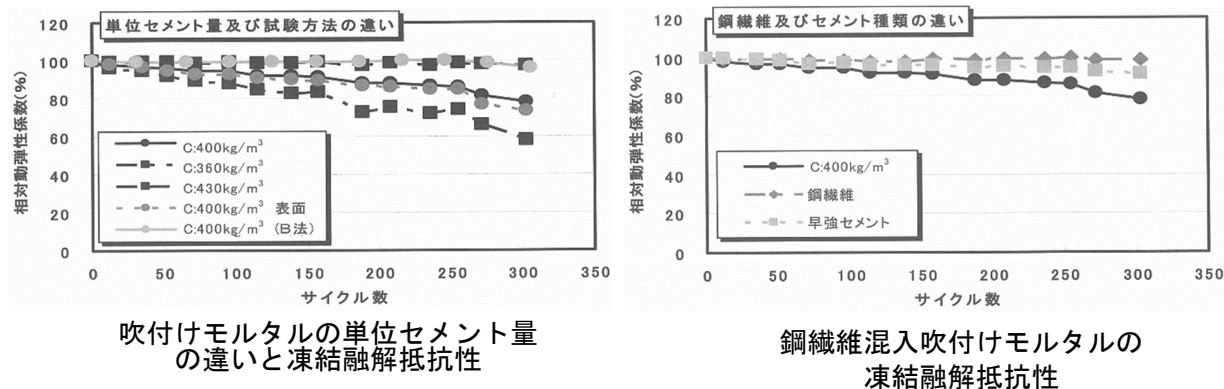 単位セメント量及び試験方法の違い
相対動弾性係数(%)
120
100
80
60
40
20
0
C:400kg/m³
C:360kg/m³
C:430kg/m³
C:400kg/m³ 表面
C:400kg/m³ (B法)
0 50 100 150 200 250 300 350
サイクル数
吹付けモルタルの単位セメント量
の違いと凍結融解抵抗性
鋼繊維及びセメント種類の違い
相対動弾性係数(%)
120
100
80
60
40
20
0
C:400kg/m³
鋼繊維
早強セメント
0 50 100 150 200 250 300 350
サイクル数
鋼繊維混入吹付けモルタルの
凍結融解抵抗性